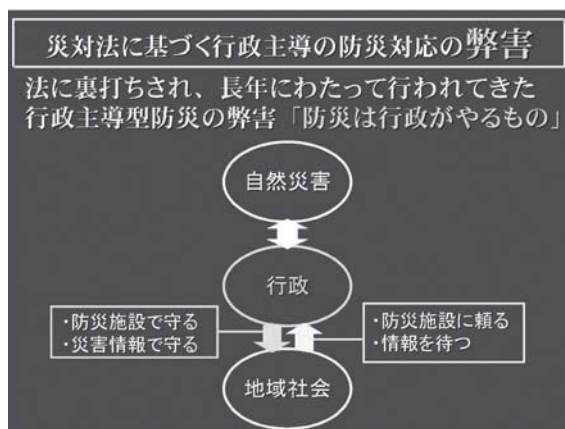 災対法に基づく行政主導の防災対応の弊害
法に裏打ちされ、長年にわたって行われてきた
行政主導型防災の弊害「防災は行政がやるもの」
自然災害
行政
・防災施設で守る
・災害情報で守る
・防災施設に頼る
・情報を待つ
地域社会